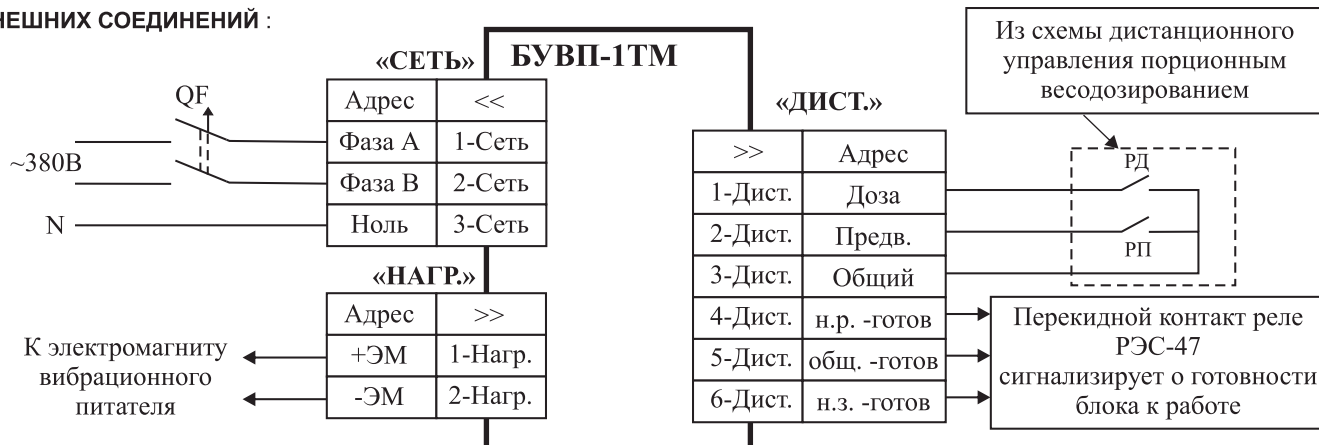 НЕШНИХ СОЕДИНЕНИЙ :
БУВП-1ТМ
«СЕТЬ»
Адрес <<
Фаза А 1-Сеть
Фаза В 2-Сеть
Ноль 3-Сеть
QF
~380В
N
«НАГР.»
Адрес >>
+ЭМ 1-Нагр.
-ЭМ 2-Нагр.
К электромагниту
вибрационного
питателя
«ДИСТ.»
>> Адрес
1-Дист. Доза
2-Дист. Предв.
3-Дист. Общий
4-Дист. н.р. -готов
5-Дист. общ. -готов
6-Дист. н.з. -готов
Из схемы дистанционного
управления порционным
весодозированием
РД
РП
Перекидной контакт реле
РЭС-47
сигнализирует о готовности
блока к работе